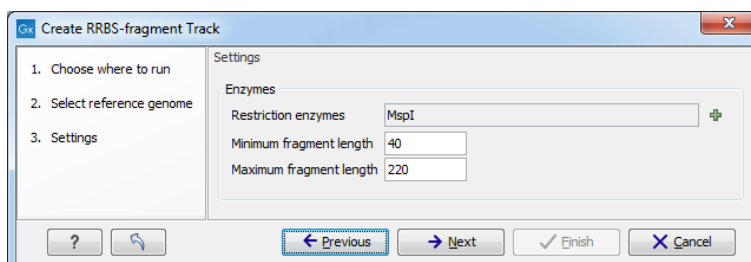 Gx Create RRBS-fragment Track
X
1. Choose where to run
2. Select reference genome
3. Settings
Settings
Enzymes
Restriction enzymes MspI
Minimum fragment length 40
Maximum fragment length 220
? Previous Next Finish Cancel